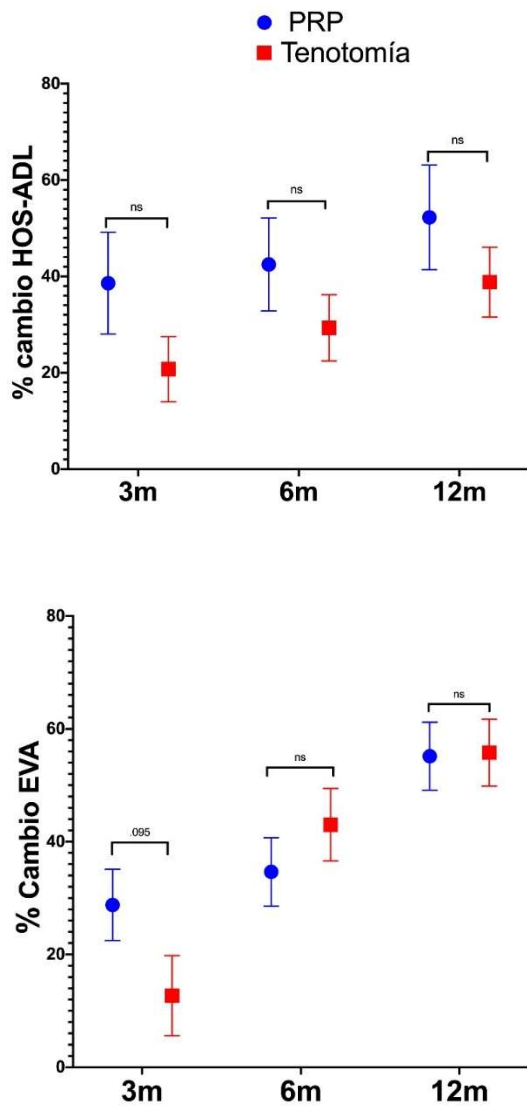 PRP
Tenotomía
% cambio HOS-ADL
80
60
40
20
0
ns
ns
ns
3m
6m
12m
% Cambio EVA
80
60
40
20
0
.095
ns
ns
3m
6m
12m